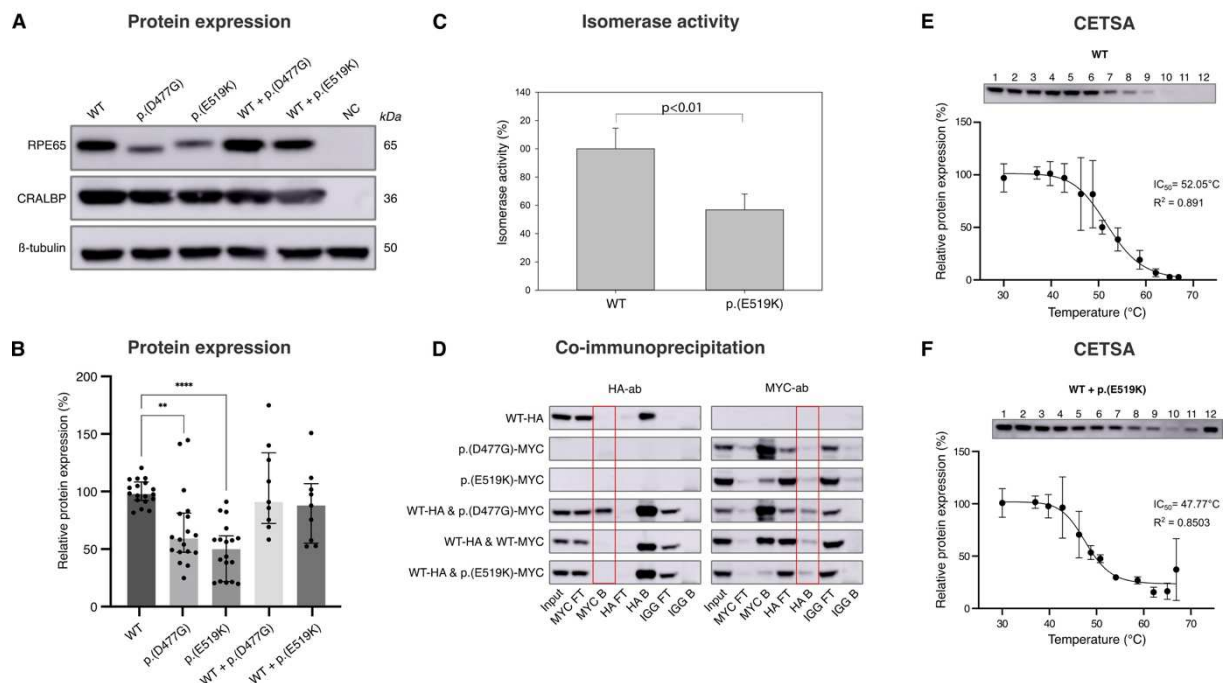 A
Protein expression
WT
p.(D477G)
p.(E519K)
WT + p.(D477G)
WT + p.(E519K)
NC
kDa
RPE65
65
CRALBP
36
ß-tubulin
50
B
Protein expression
Relative protein expression (%)
200
150
100
50
0
**
****
WT
p.(D477G)
p.(E519K)
WT + p.(D477G)
WT + p.(E519K)
C
Isomerase activity
Isomerase activity (%)
120
140
00
80
60
40
20
0
p<0.01
WT
p.(E519K)
D
Co-immunoprecipitation
HA-ab
MYC-ab
WT-HA
p.(D477G)-MYC
p.(E519K)-MYC
WT-HA & p.(D477G)-MYC
WT-HA & WT-MYC
WT-HA & p.(E519K)-MYC
Input
MYC FT
MYC B
HA FT
HA B
IGG FT
IGG B
Input
MYC FT
MYC B
HA FT
HA B
IGG FT
IGG B
E
CETSA
WT
1 2 3 4 5 6 7 8 9 10 11 12
Relative protein expression (%)
150
100
50
0
IC50= 52.05°C
R² = 0.891
30 40 50 60 70
Temperature (°C)
F
CETSA
WT + p.(E519K)
1 2 3 4 5 6 7 8 9 10 11 12
Relative protein expression (%)
150
100
50
0
IC50= 47.77°C
R² = 0.8503
30 40 50 60 70
Temperature (°C)